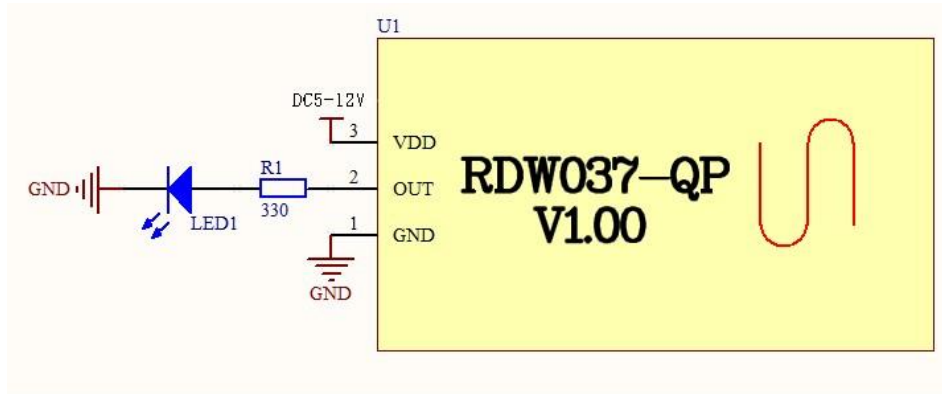 U1
DC5-12V
3
VDD
R1
2
OUT
RDW037-QP
GND
LED1
330
V1.00
1
GND
GND